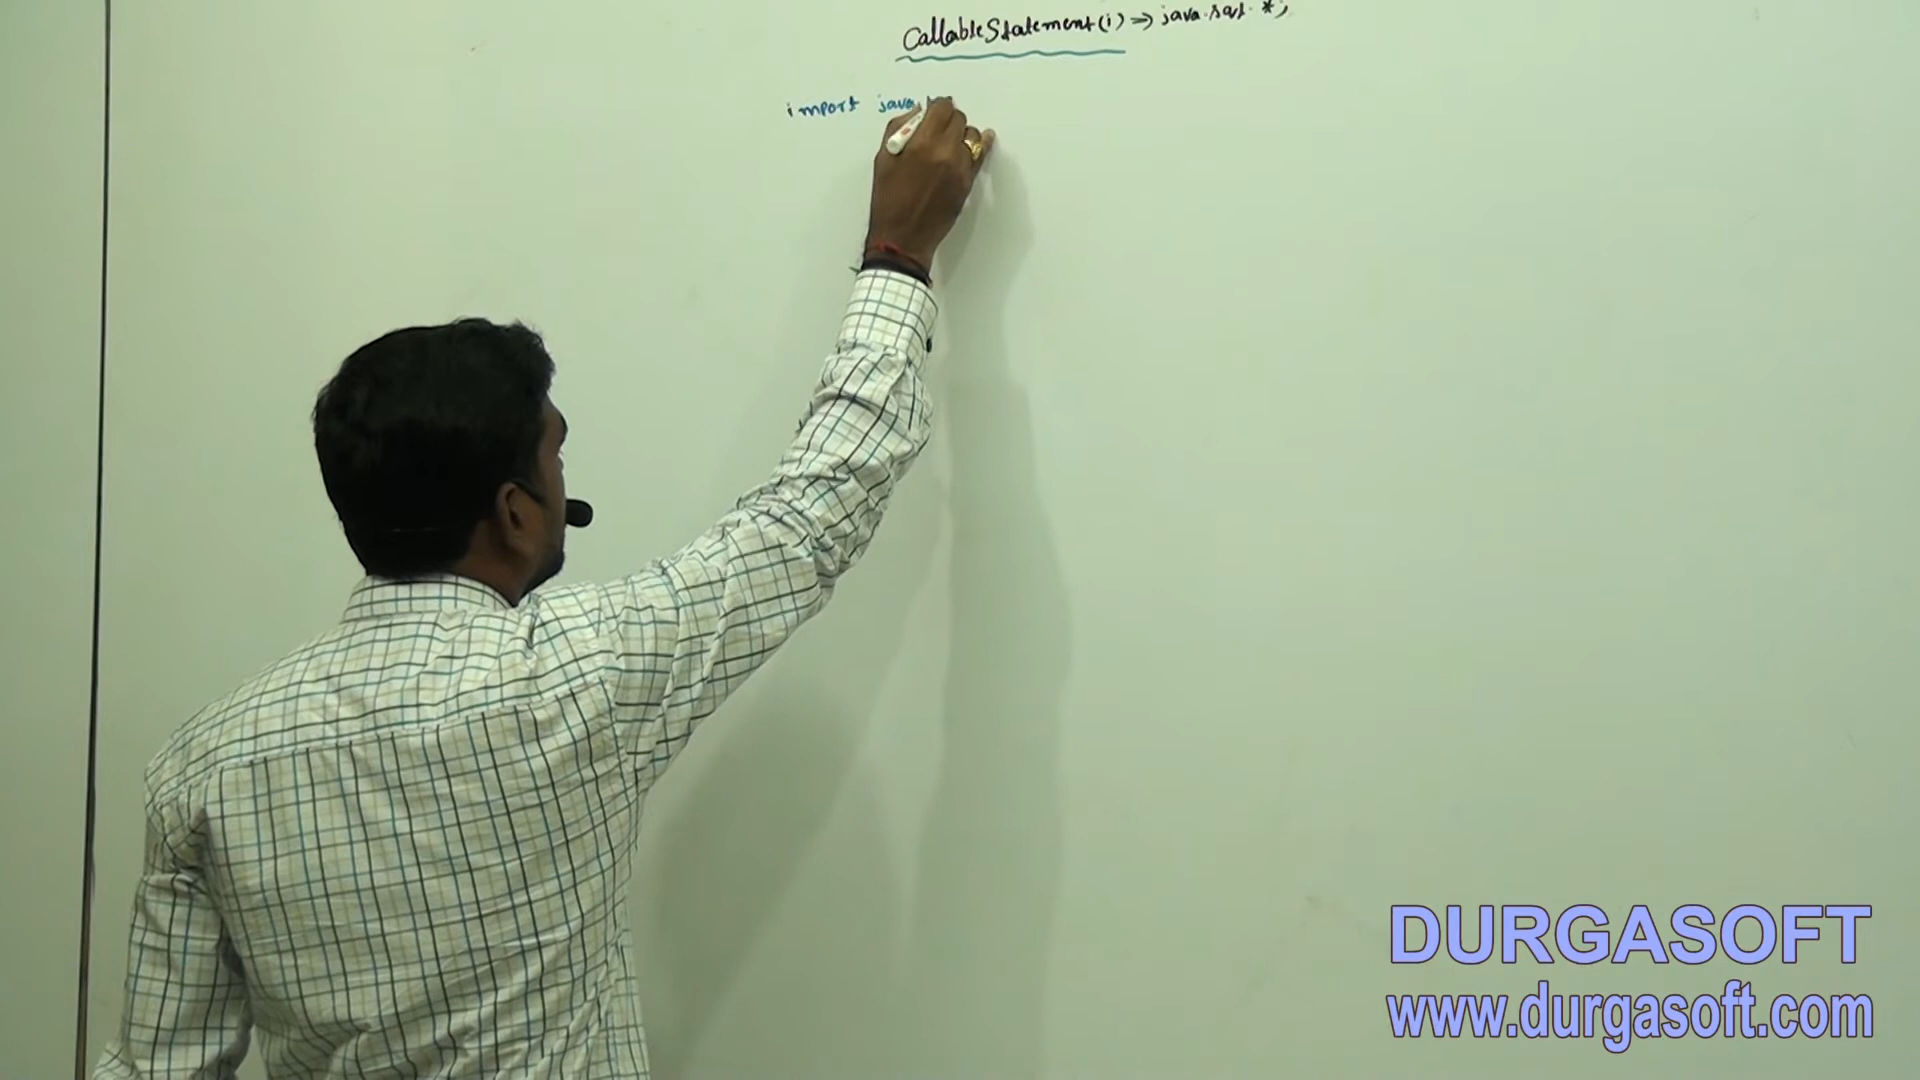 CallableStatement(i) => java.sql.*;
import java.
DURGASOFT
www.durgasoft.com